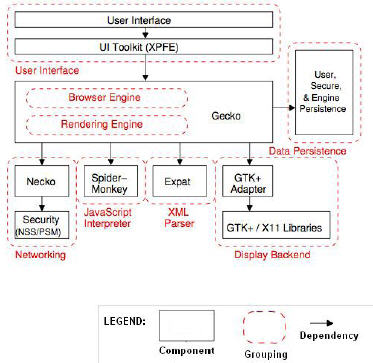 User Interface
UI Toolkit (XPFE)
User Interface
Browser Engine
Rendering Engine
Gecko
User,
Secure,
& Engine
Persistence
Data Persistence
Necko
Security
(NSS/PSM)
Networking
Spider–
Monkey
JavaScript
Interpreter
Expat
XML
Parser
GTK+
Adapter
GTK+ / X11 Libraries
Display Backend
LEGEND:
Component
Grouping
Dependency